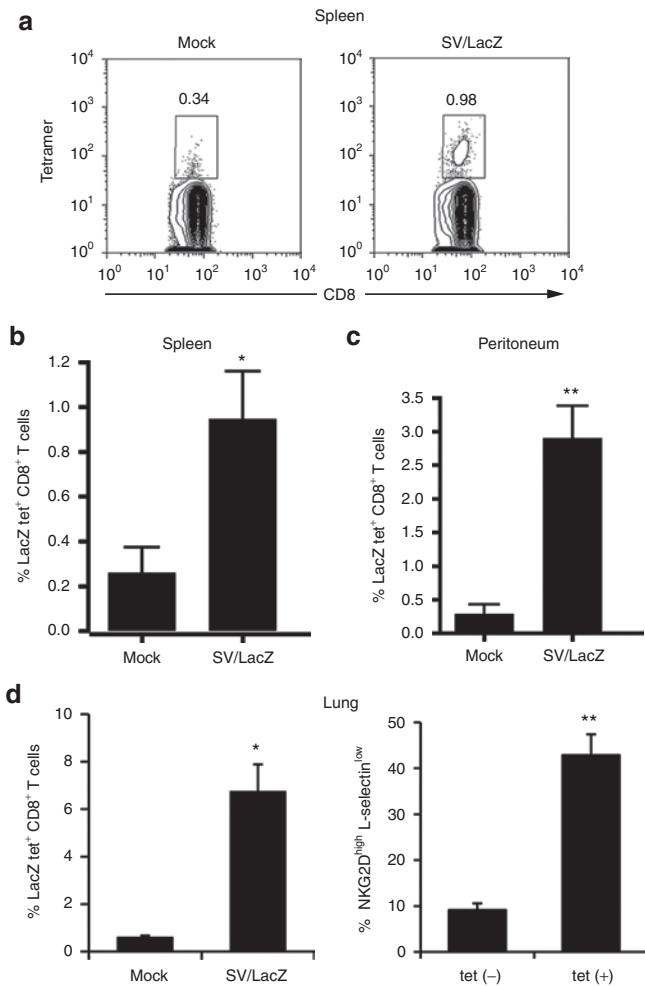 a
Spleen
Mock
SV/LacZ
Tetramer
10⁴
10³
10²
10¹
10⁰
0.34
10⁰ 10¹ 10² 10³ 10⁴
10⁴
10³
10²
10¹
10⁰
0.98
10⁰ 10¹ 10² 10³ 10⁴
CD8
b
Spleen
% LacZ tet⁺ CD8⁺ T cells
1.2
1.0
0.8
0.6
0.4
0.2
0.0
*
Mock SV/LacZ
c
Peritoneum
% LacZ tet⁺ CD8⁺ T cells
3.5
3.0
2.5
2.0
1.5
1.0
0.5
0.0
**
Mock SV/LacZ
d
Lung
% LacZ tet⁺ CD8⁺ T cells
10
8
6
4
2
0
*
Mock SV/LacZ
% NKG2Dʰⁱᵍʰ L-selectinˡᵒʷ
50
40
30
20
10
0
**
tet (−) tet (+)